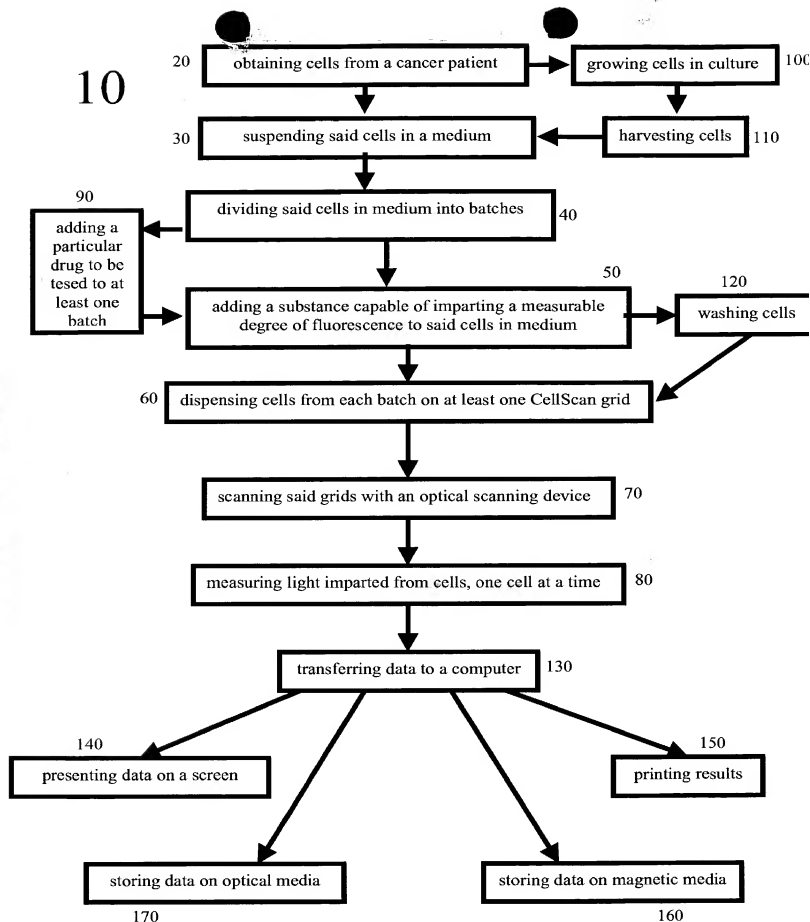 10
20
obtaining cells from a cancer patient
growing cells in culture
100
30
suspending said cells in a medium
harvesting cells
110
90
adding a
particular
drug to be
tesed to at
least one
batch
dividing said cells in medium into batches
40
50
adding a substance capable of imparting a measurable
degree of fluorescence to said cells in medium
120
washing cells
60
dispensing cells from each batch on at least one CellScan grid
scanning said grids with an optical scanning device
70
measuring light imparted from cells, one cell at a time
80
transferring data to a computer
130
140
presenting data on a screen
150
printing results
storing data on optical media
170
storing data on magnetic media
160